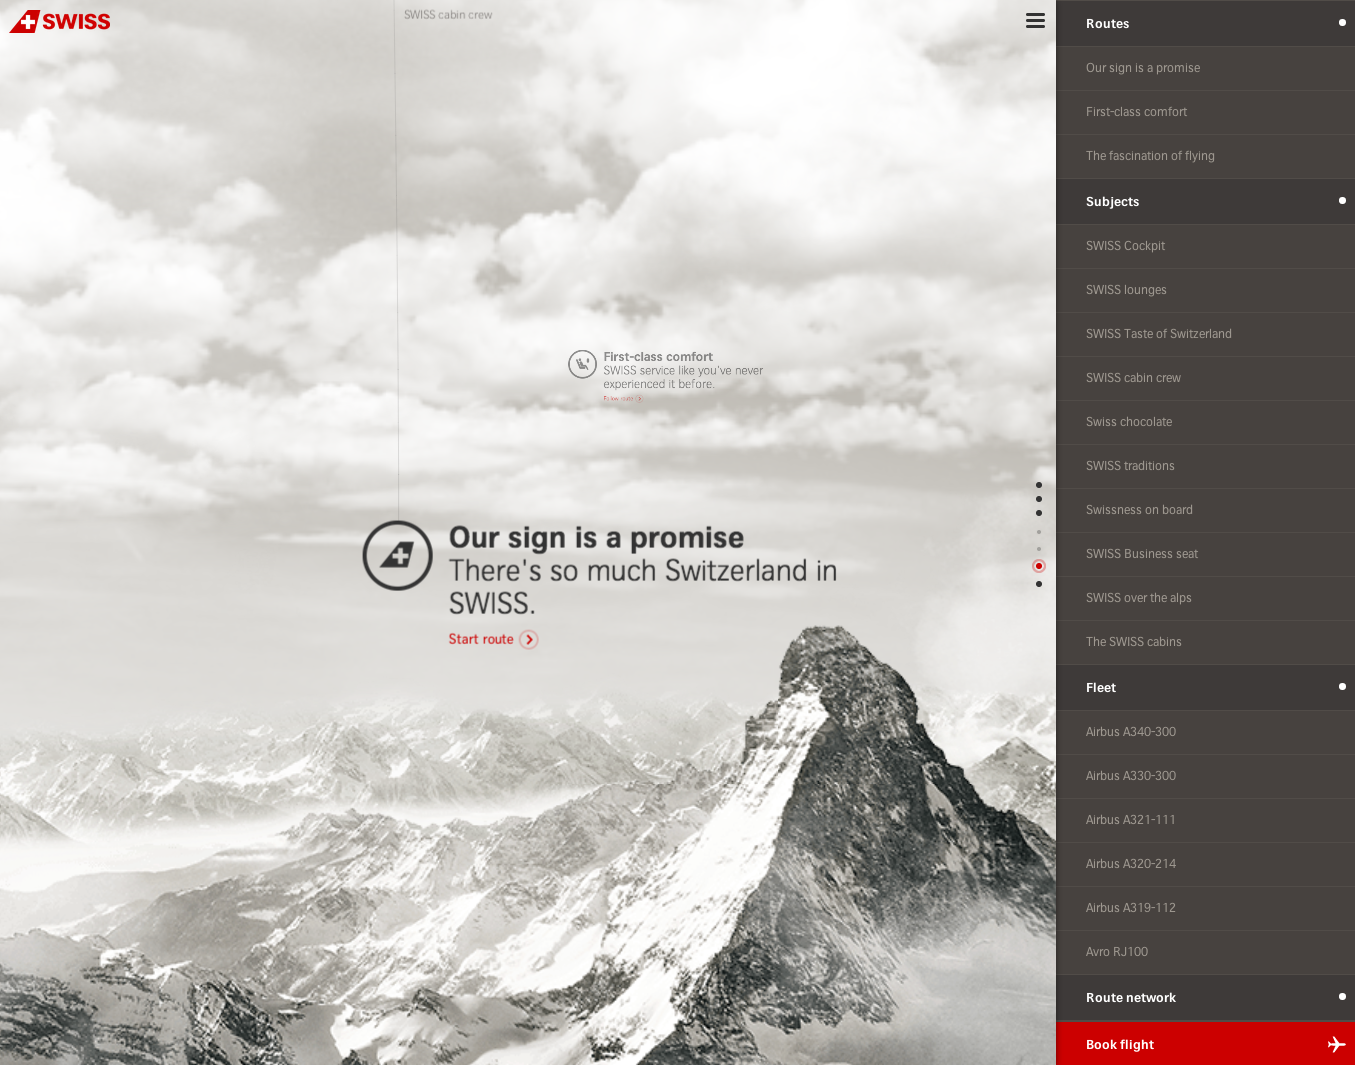 SWISS
SWISS cabin crew
First-class comfort
SWISS service like you've never
experienced it before.
Follow route
Our sign is a promise
There's so much Switzerland in
SWISS.
Start route
Routes
Our sign is a promise
First-class comfort
The fascination of flying
Subjects
SWISS Cockpit
SWISS lounges
SWISS Taste of Switzerland
SWISS cabin crew
Swiss chocolate
SWISS traditions
Swissness on board
SWISS Business seat
SWISS over the alps
The SWISS cabins
Fleet
Airbus A340-300
Airbus A330-300
Airbus A321-111
Airbus A320-214
Airbus A319-112
Avro RJ100
Route network
Book flight